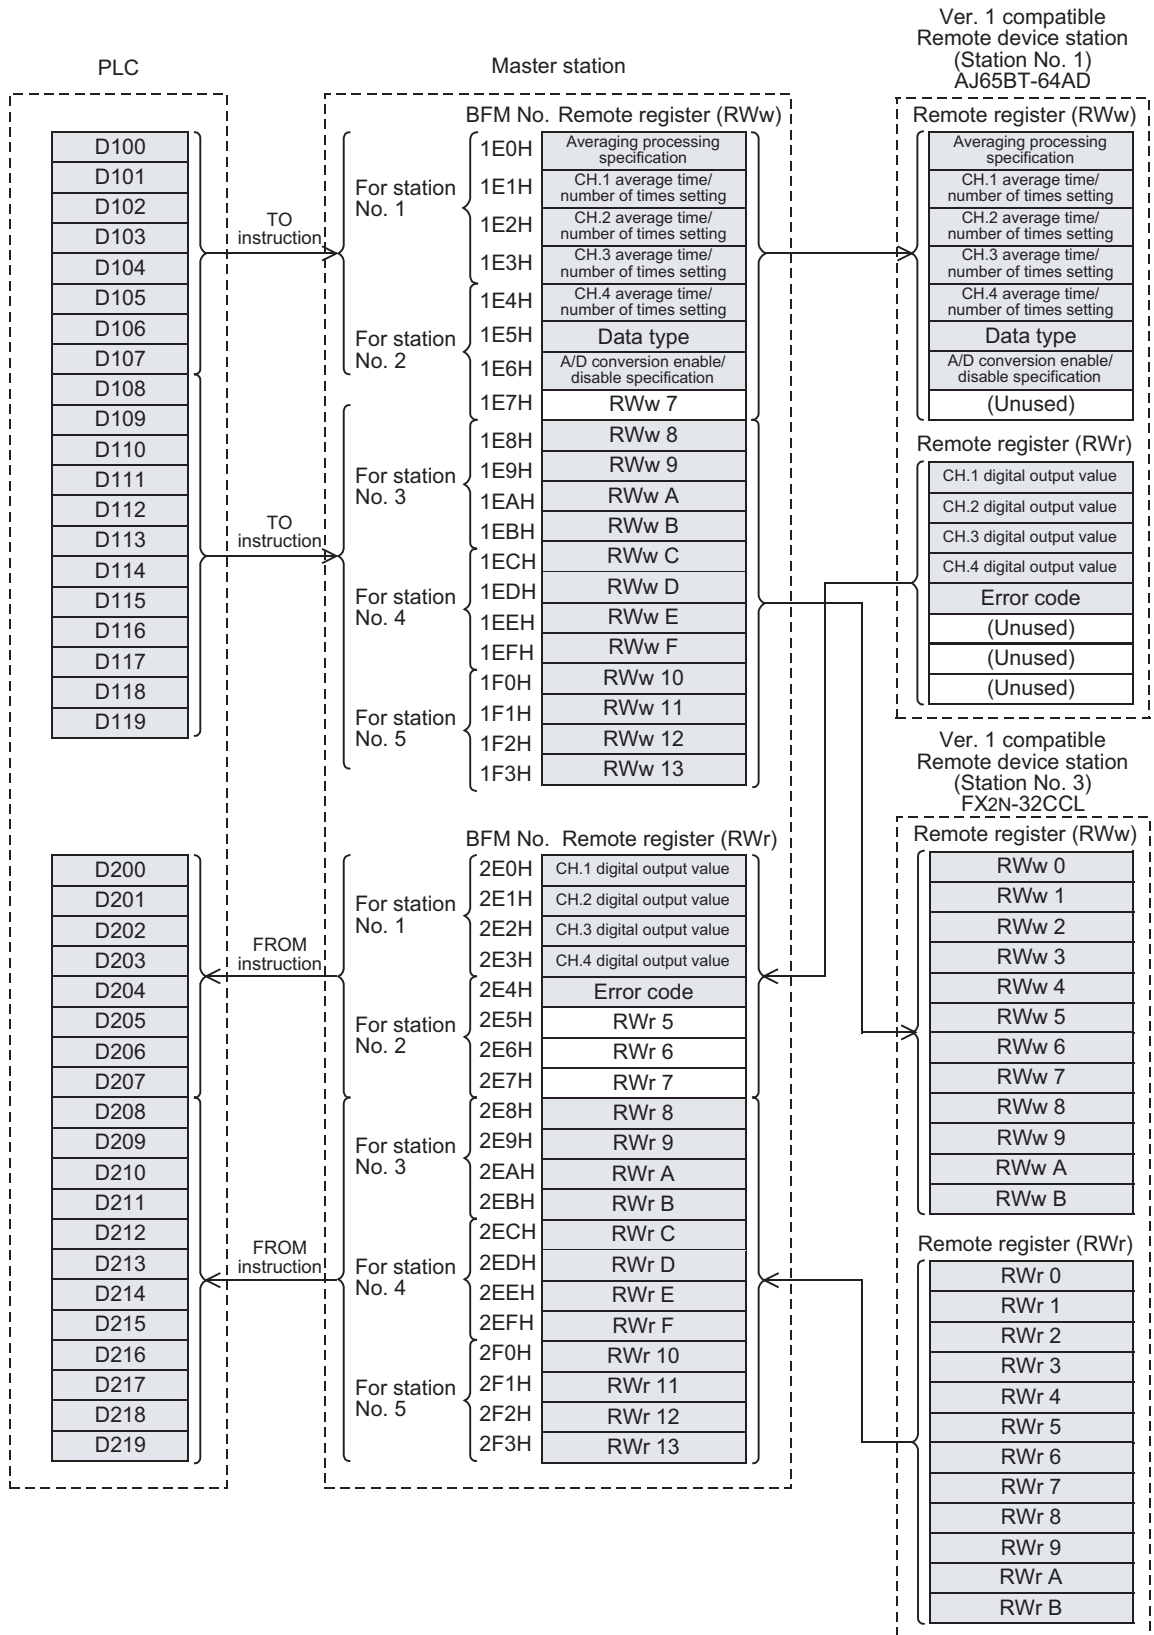 PLC
D100
D101
D102
D103
D104
D105
D106
D107
D108
D109
D110
D111
D112
D113
D114
D115
D116
D117
D118
D119
D200
D201
D202
D203
D204
D205
D206
D207
D208
D209
D210
D211
D212
D213
D214
D215
D216
D217
D218
D219
TO
instruction
TO
instruction
FROM
instruction
FROM
instruction
Master station
BFM No. Remote register (RWw)
For station
No. 1
1E0H Averaging processing
specification
1E1H CH.1 average time/
number of times setting
1E2H CH.2 average time/
number of times setting
1E3H CH.3 average time/
number of times setting
For station
No. 2
1E4H CH.4 average time/
number of times setting
1E5H Data type
1E6H A/D conversion enable/
disable specification
1E7H RWw 7
For station
No. 3
1E8H RWw 8
1E9H RWw 9
1EAH RWw A
1EBH RWw B
For station
No. 4
1ECH RWw C
1EDH RWw D
1EEH RWw E
1EFH RWw F
For station
No. 5
1F0H RWw 10
1F1H RWw 11
1F2H RWw 12
1F3H RWw 13
BFM No. Remote register (RWr)
For station
No. 1
2E0H CH.1 digital output value
2E1H CH.2 digital output value
2E2H CH.3 digital output value
2E3H CH.4 digital output value
For station
No. 2
2E4H Error code
2E5H RWr 5
2E6H RWr 6
2E7H RWr 7
For station
No. 3
2E8H RWr 8
2E9H RWr 9
2EAH RWr A
2EBH RWr B
For station
No. 4
2ECH RWr C
2EDH RWr D
2EEH RWr E
2EFH RWr F
For station
No. 5
2F0H RWr 10
2F1H RWr 11
2F2H RWr 12
2F3H RWr 13
Ver. 1 compatible
Remote device station
(Station No. 1)
AJ65BT-64AD
Remote register (RWw)
Averaging processing
specification
CH.1 average time/
number of times setting
CH.2 average time/
number of times setting
CH.3 average time/
number of times setting
CH.4 average time/
number of times setting
Data type
A/D conversion enable/
disable specification
(Unused)
Remote register (RWr)
CH.1 digital output value
CH.2 digital output value
CH.3 digital output value
CH.4 digital output value
Error code
(Unused)
(Unused)
(Unused)
Ver. 1 compatible
Remote device station
(Station No. 3)
FX2N-32CCL
Remote register (RWw)
RWw 0
RWw 1
RWw 2
RWw 3
RWw 4
RWw 5
RWw 6
RWw 7
RWw 8
RWw 9
RWw A
RWw B
Remote register (RWr)
RWr 0
RWr 1
RWr 2
RWr 3
RWr 4
RWr 5
RWr 6
RWr 7
RWr 8
RWr 9
RWr A
RWr B